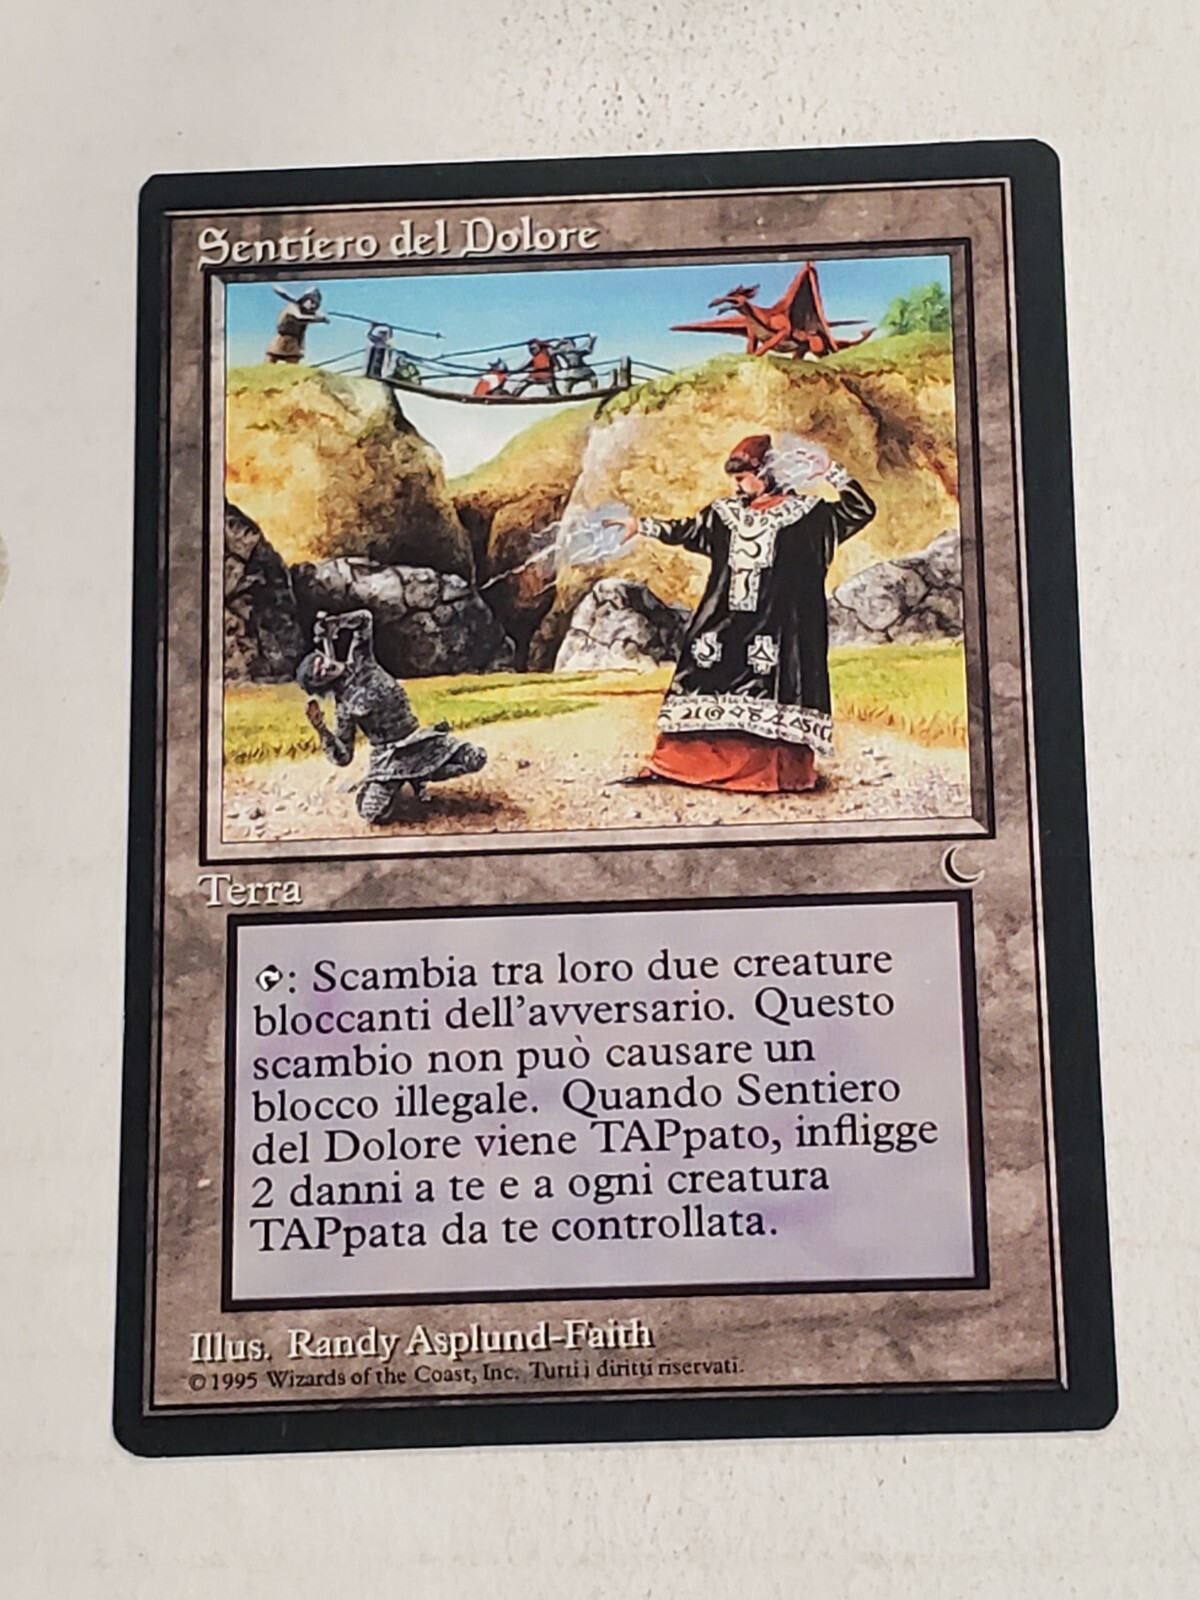 Sentiero del Dolore
Terra
: Scambia tra loro due creature
bloccanti dell'avversario. Questo
scambio non può causare un
blocco illegale. Quando Sentiero
del Dolore viene TAPpato, infligge
2 danni a te e a ogni creatura
TAPpata da te controllata.
Illus. Randy Asplund-Faith
©1995 Wizards of the Coast, Inc. Tutti i diritti riservati.